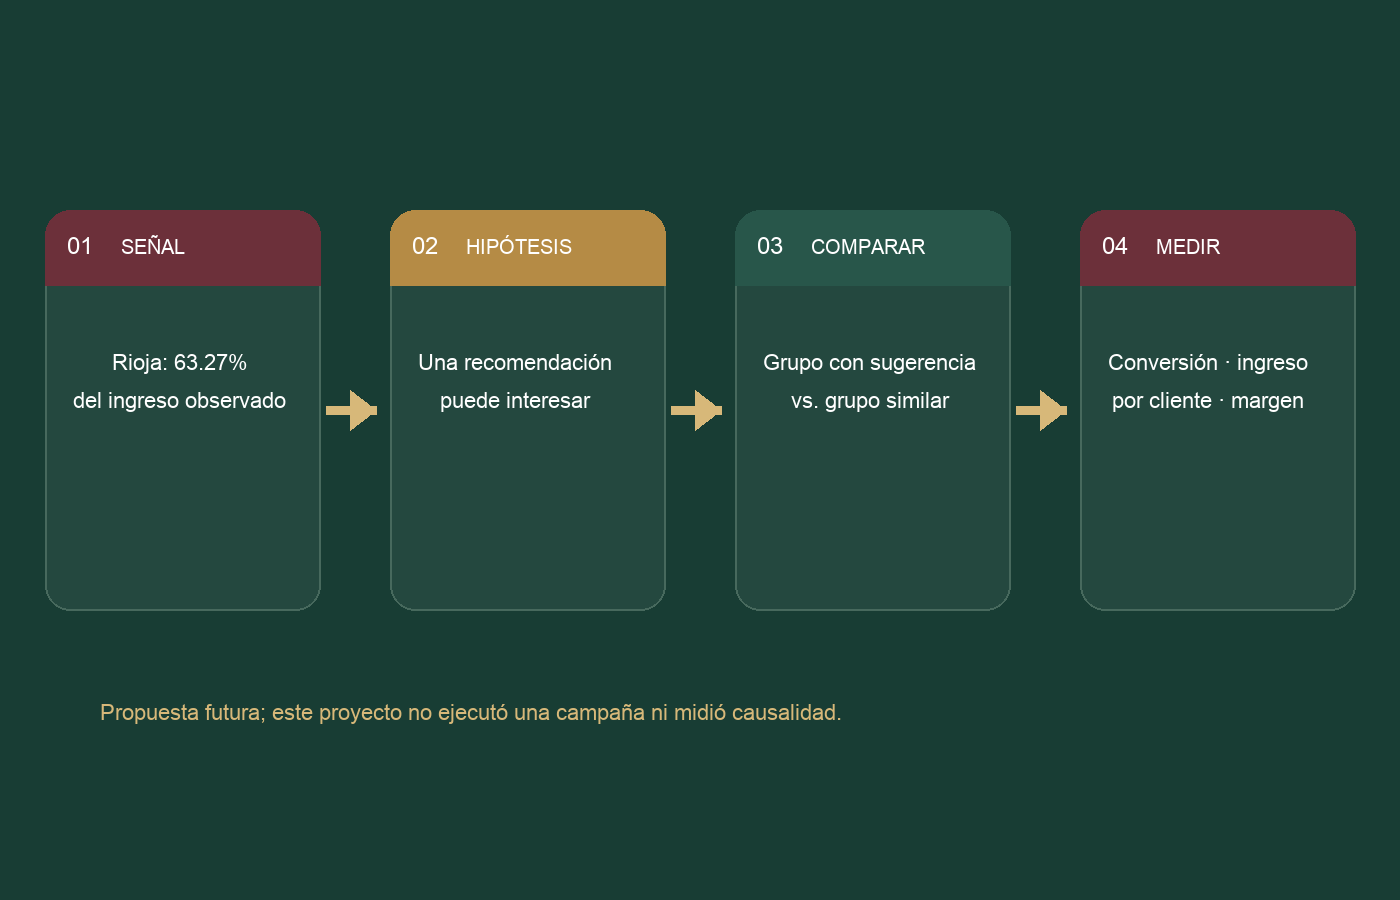 01 SEÑAL
Rioja: 63.27%
del ingreso observado
02 HIPÓTESIS
Una recomendación
puede interesar
03 COMPARAR
Grupo con sugerencia
vs. grupo similar
04 MEDIR
Conversión · ingreso
por cliente · margen
Propuesta futura; este proyecto no ejecutó una campaña ni midió causalidad.